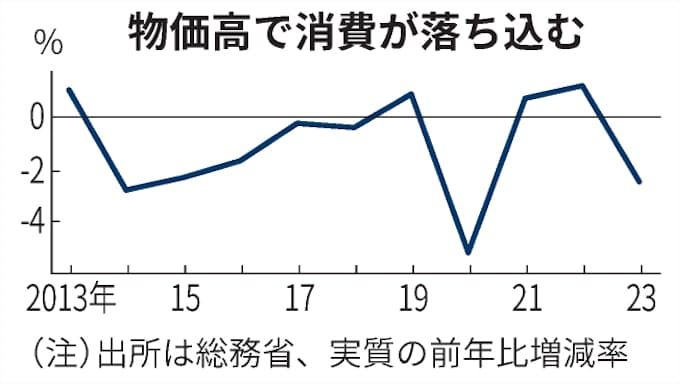 物価高で消費が落ち込む
%
0
-2
-4
2013年 15 17 19 21 23
（注）出所は総務省、実質の前年比増減率